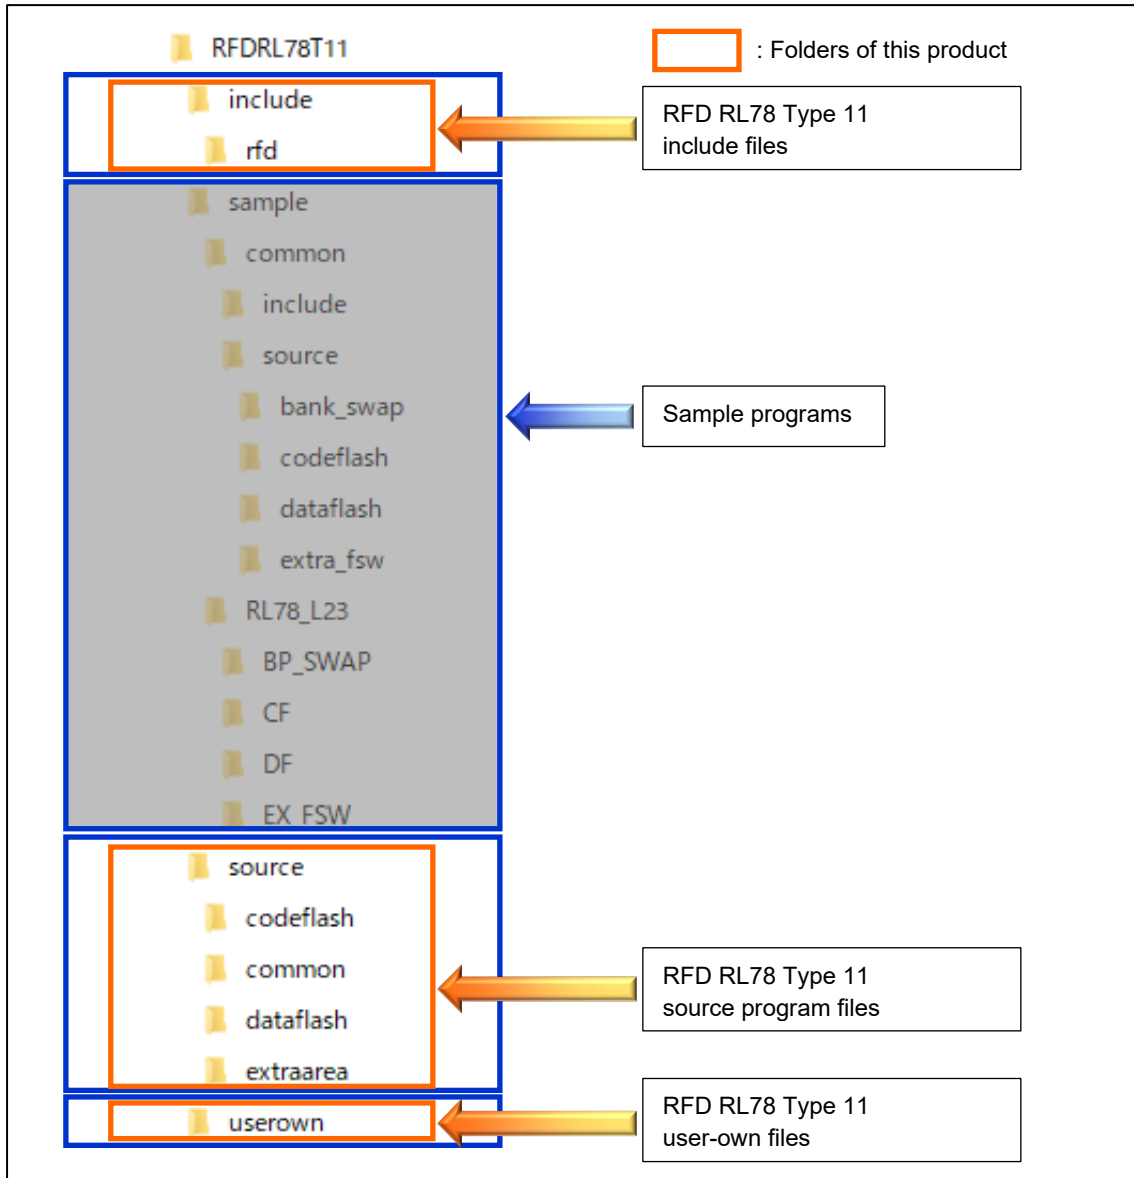 RFDRL78T11
: Folders of this product
include
rfd
RFD RL78 Type 11
include files
sample
common
include
source
bank_swap
codeflash
dataflash
extra_fsw
RL78_L23
BP_SWAP
CF
DF
EX_FSW
Sample programs
source
codeflash
common
dataflash
extraarea
RFD RL78 Type 11
source program files
userown
RFD RL78 Type 11
user-own files